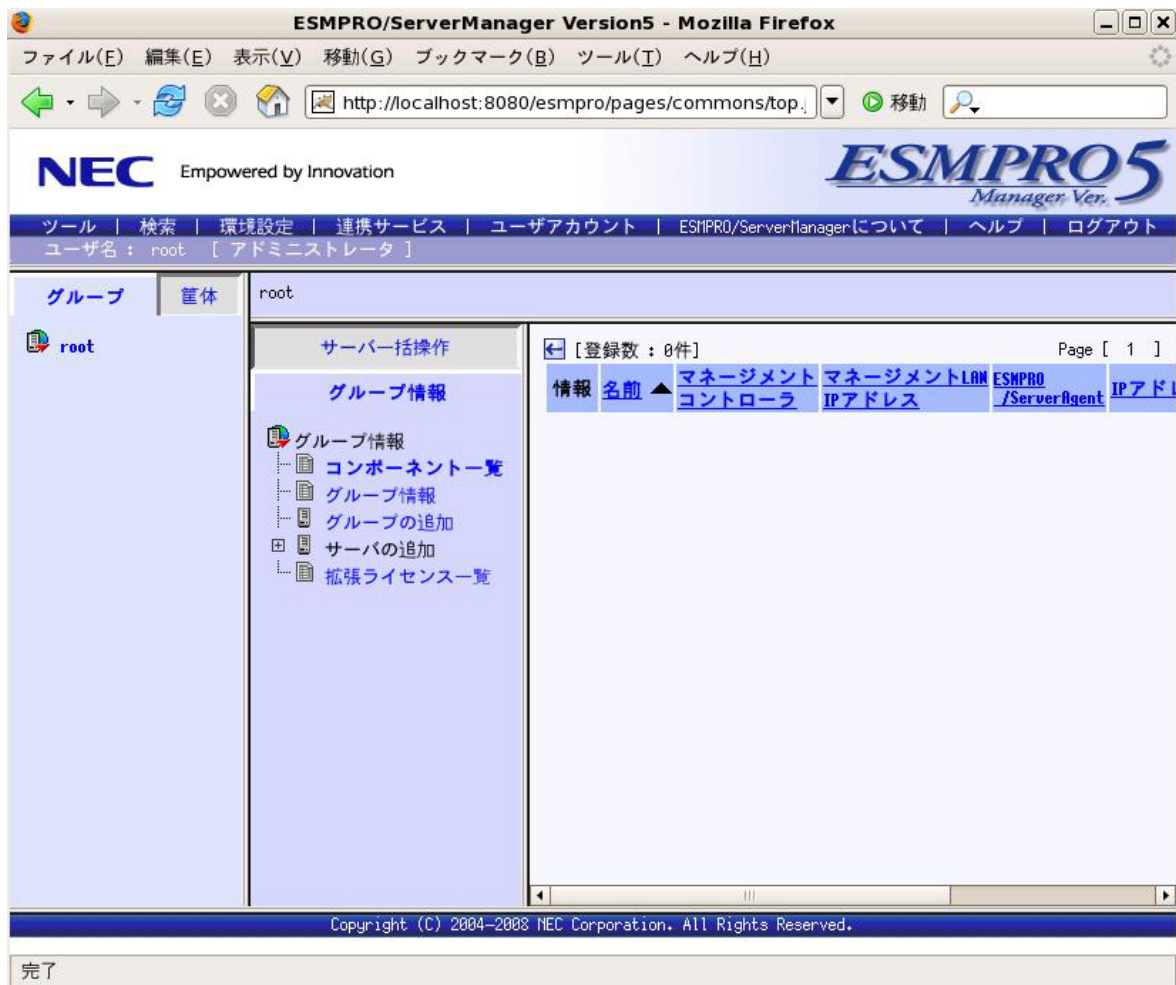 ESMPRO/ServerManager Version5 - Mozilla Firefox
ファイル(F) 編集(E) 表示(V) 移動(G) ブックマーク(B) ツール(T) ヘルプ(H)
http://localhost:8080/esmpro/pages/commons/top.j 移動
NEC Empowered by Innovation
ESMPRO5
Manager Ver.
ツール | 検索 | 環境設定 | 連携サービス | ユーザアカウント | ESMPRO/ServerManagerについて | ヘルプ | ログアウト
ユーザ名 : root [ アドミニストレータ ]
グループ 筐体 root
root
サーバ一括操作
グループ情報
グループ情報
コンポーネント一覧
グループ情報
グループの追加
サーバの追加
拡張ライセンス一覧
[登録数 : 0件] Page [ 1 ]
情報 名前 ▲ マネージメント コントローラ マネージメントLAN IPアドレス ESMPRO /ServerAgent IPアドレ
Copyright (C) 2004-2008 NEC Corporation. All Rights Reserved.
完了